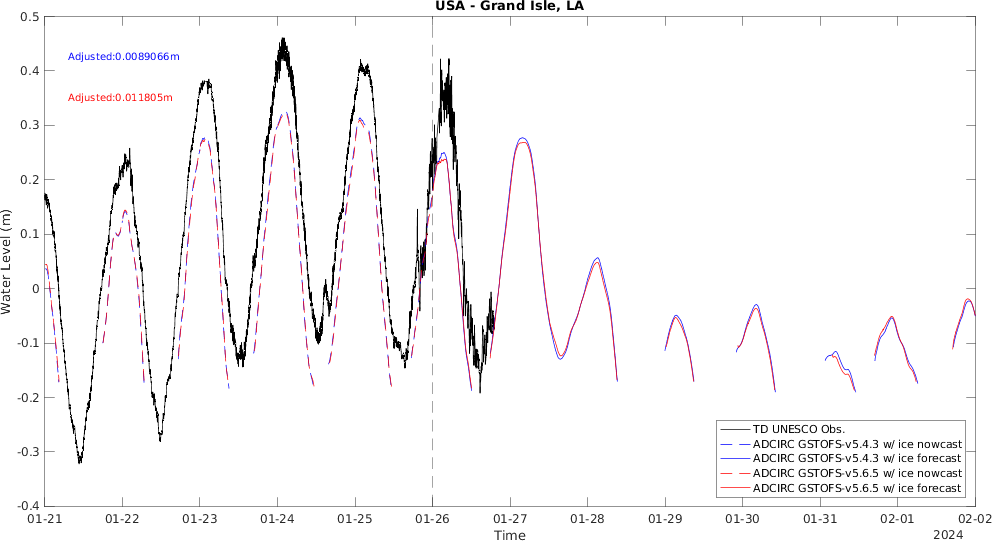 USA - Grand Isle, LA
Adjusted:0.0089066m
Adjusted:0.011805m
Water Level (m)
0.5
0.4
0.3
0.2
0.1
0
-0.1
-0.2
-0.3
-0.4
TD UNESCO Obs.
ADCIRC GSTOFS-v5.4.3 w/ ice nowcast
ADCIRC GSTOFS-v5.4.3 w/ ice forecast
ADCIRC GSTOFS-v5.6.5 w/ ice nowcast
ADCIRC GSTOFS-v5.6.5 w/ ice forecast
01-21 01-22 01-23 01-24 01-25 01-26 01-27 01-28 01-29 01-30 01-31 02-01 02-02
Time
2024